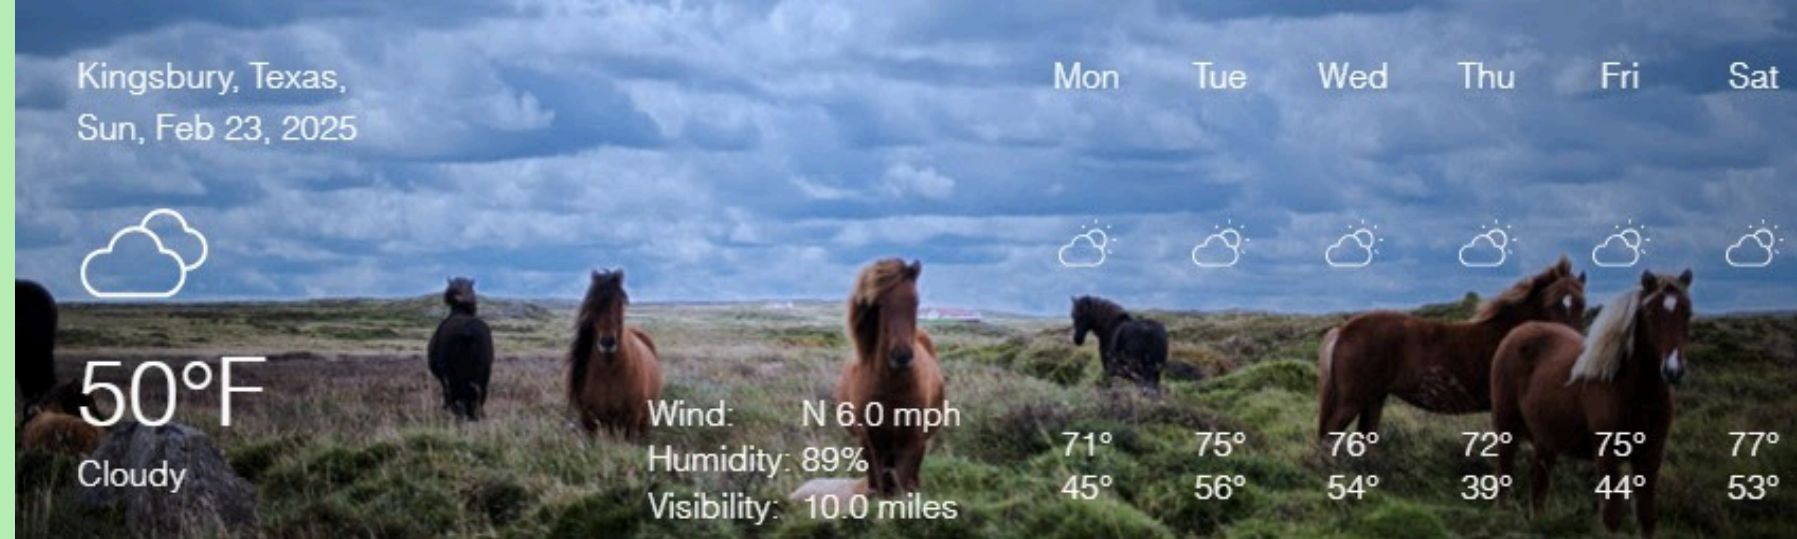 Kingsbury, Texas,
Sun, Feb 23, 2025
50°F
Cloudy
Wind: N 6.0 mph
Humidity: 89%
Visibility: 10.0 miles
Mon Tue Wed Thu Fri Sat
71° 75° 76° 72° 75° 77°
45° 56° 54° 39° 44° 53°